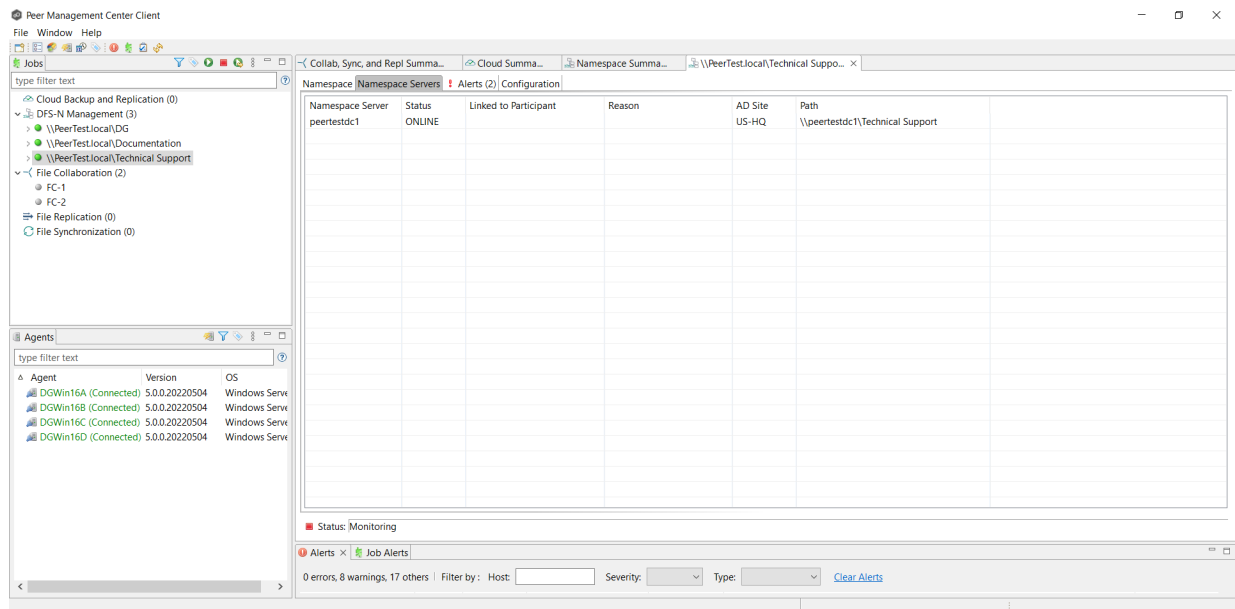 Peer Management Center Client
File Window Help
Jobs
type filter text
Cloud Backup and Replication (0)
DFS-N Management (3)
\\PeerTest.local\DG
\\PeerTest.local\Documentation
\\PeerTest.local\Technical Support
File Collaboration (2)
FC-1
FC-2
File Replication (0)
File Synchronization (0)
Agents
type filter text
Agent Version OS
DGWin16A (Connected) 5.0.0.20220504 Windows Serve
DGWin16B (Connected) 5.0.0.20220504 Windows Serve
DGWin16C (Connected) 5.0.0.20220504 Windows Serve
DGWin16D (Connected) 5.0.0.20220504 Windows Serve
Collab, Sync, and Repl Summa... Cloud Summa... Namespace Summa... \\PeerTest.local\Technical Suppo...
Namespace Namespace Servers Alerts (2) Configuration
Namespace Server Status Linked to Participant Reason AD Site Path
peertestdc1 ONLINE US-HQ \\peertestdc1\Technical Support
Status: Monitoring
Alerts Job Alerts
0 errors, 8 warnings, 17 others Filter by : Host: Severity: Type: Clear Alerts